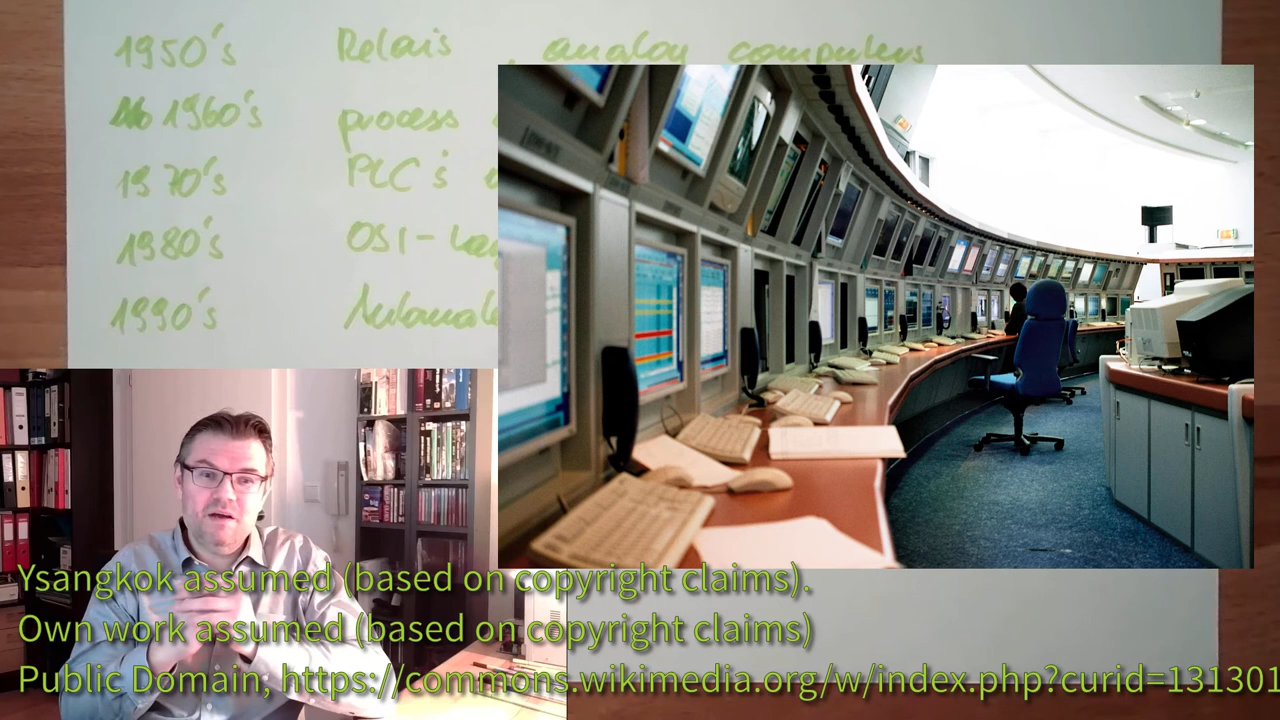 1950's Relais, analog computers
1960's process
1970's PLC's
1980's OSI-
1990's
Ysangkok assumed (based on copyright claims).
Own work assumed (based on copyright claims)
Public Domain, https://commons.wikimedia.org/w/index.php?curid=131301